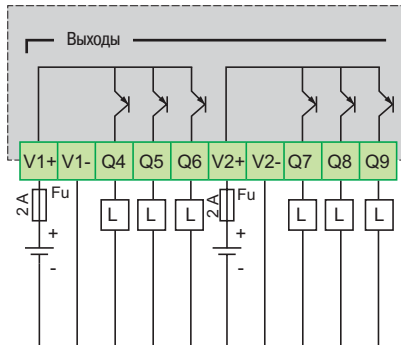 Выходы
V1+ V1- Q4 Q5 Q6 V2+ V2- Q7 Q8 Q9
2 A Fu L L L 2 A Fu L L L
+ +
- -